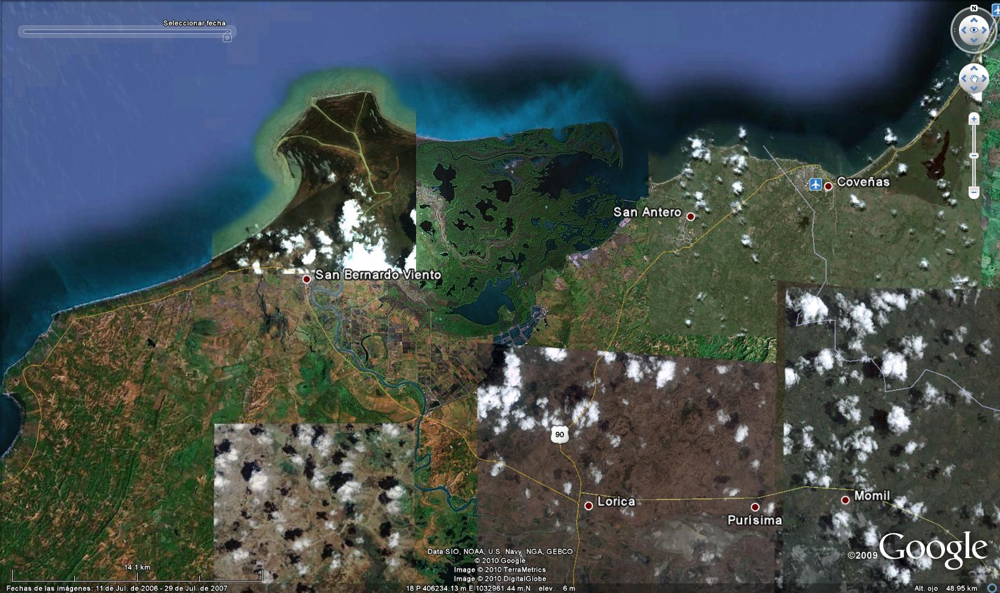 Seleccionar fecha
N
Coveñas
San Antero
San Bernardo Viento
90
Lorica
Momil
Purísima
©2009 Google™
Data SIO, NOAA, U.S. Navy, NGA, GEBCO
© 2010 Google
14.1 km
Image © 2010 TerraMetrics
Image © 2010 DigitalGlobe
Fechas de las imágenes: 11 de Jul. de 2006 - 29 de Jul. de 2007
18 P 406234.13 m E 1032961.44 m N elev. 6 m
Alt. ojo 48.95 km